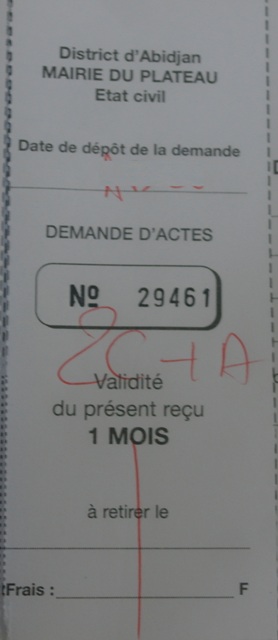 District d'Abidjan
MAIRIE DU PLATEAU
Etat civil
Date de dépôt de la demande
DEMANDE D'ACTES
Nº 29461
Validité
du présent reçu
1 MOIS
à retirer le
Frais : F